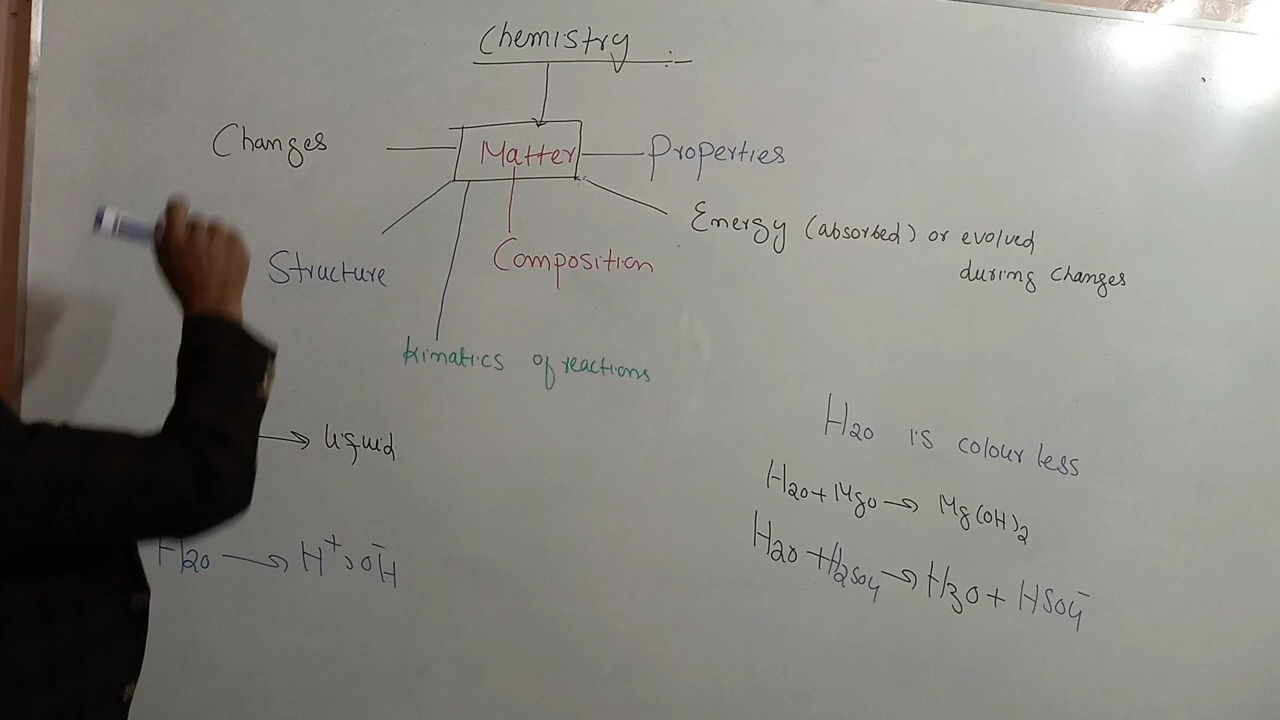 Chemistry :-
Changes
Matter
Properties
Energy (absorbed) or evolved
during changes
Structure
Composition
kinatics of reactions
→ liquid
H2O is colour less
H2O + MgO → Mg(OH)2
H2O → H+, OH-
H2O + H2SO4 → H3O + HSO4-